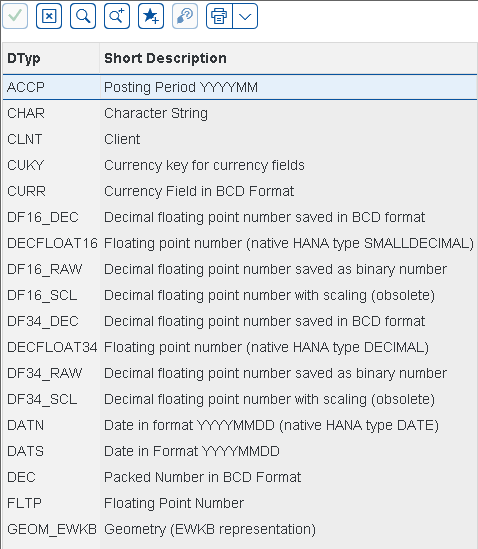 DTyp Short Description
ACCP Posting Period YYYYMM
CHAR Character String
CLNT Client
CUKY Currency key for currency fields
CURR Currency Field in BCD Format
DF16_DEC Decimal floating point number saved in BCD format
DECFLOAT16 Floating point number (native HANA type SMALLDECIMAL)
DF16_RAW Decimal floating point number saved as binary number
DF16_SCL Decimal floating point number with scaling (obsolete)
DF34_DEC Decimal floating point number saved in BCD format
DECFLOAT34 Floating point number (native HANA type DECIMAL)
DF34_RAW Decimal floating point number saved as binary number
DF34_SCL Decimal floating point number with scaling (obsolete)
DATN Date in format YYYYMMDD (native HANA type DATE)
DATS Date in Format YYYYMMDD
DEC Packed Number in BCD Format
FLTP Floating Point Number
GEOM_EWKB Geometry (EWKB representation)